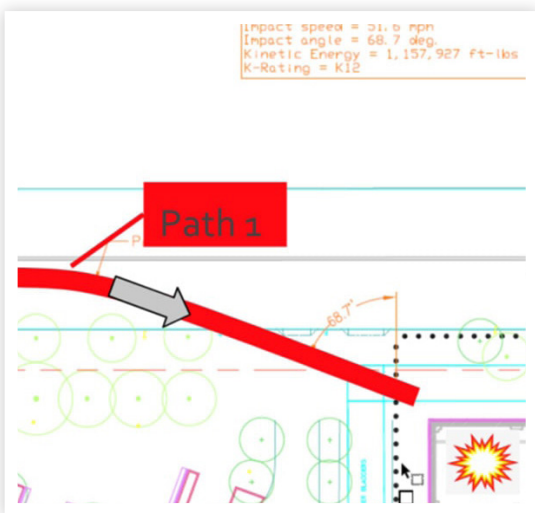 Impact speed = 51.6 mph
Impact angle = 68.7 deg.
Kinetic Energy = 1,157,927 ft-lbs
K-Rating = K12
Path 1
P
68.7°